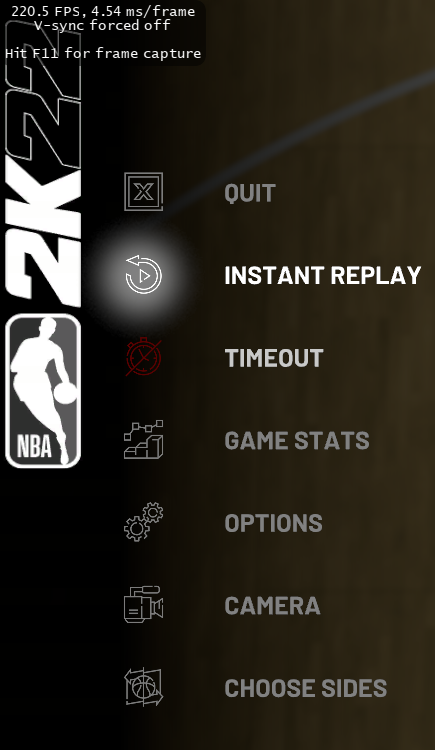 220.5 FPS, 4.54 ms/frame
V-sync forced off
Hit F11 for frame capture
2K22
NBA
QUIT
INSTANT REPLAY
TIMEOUT
GAME STATS
OPTIONS
CAMERA
CHOOSE SIDES